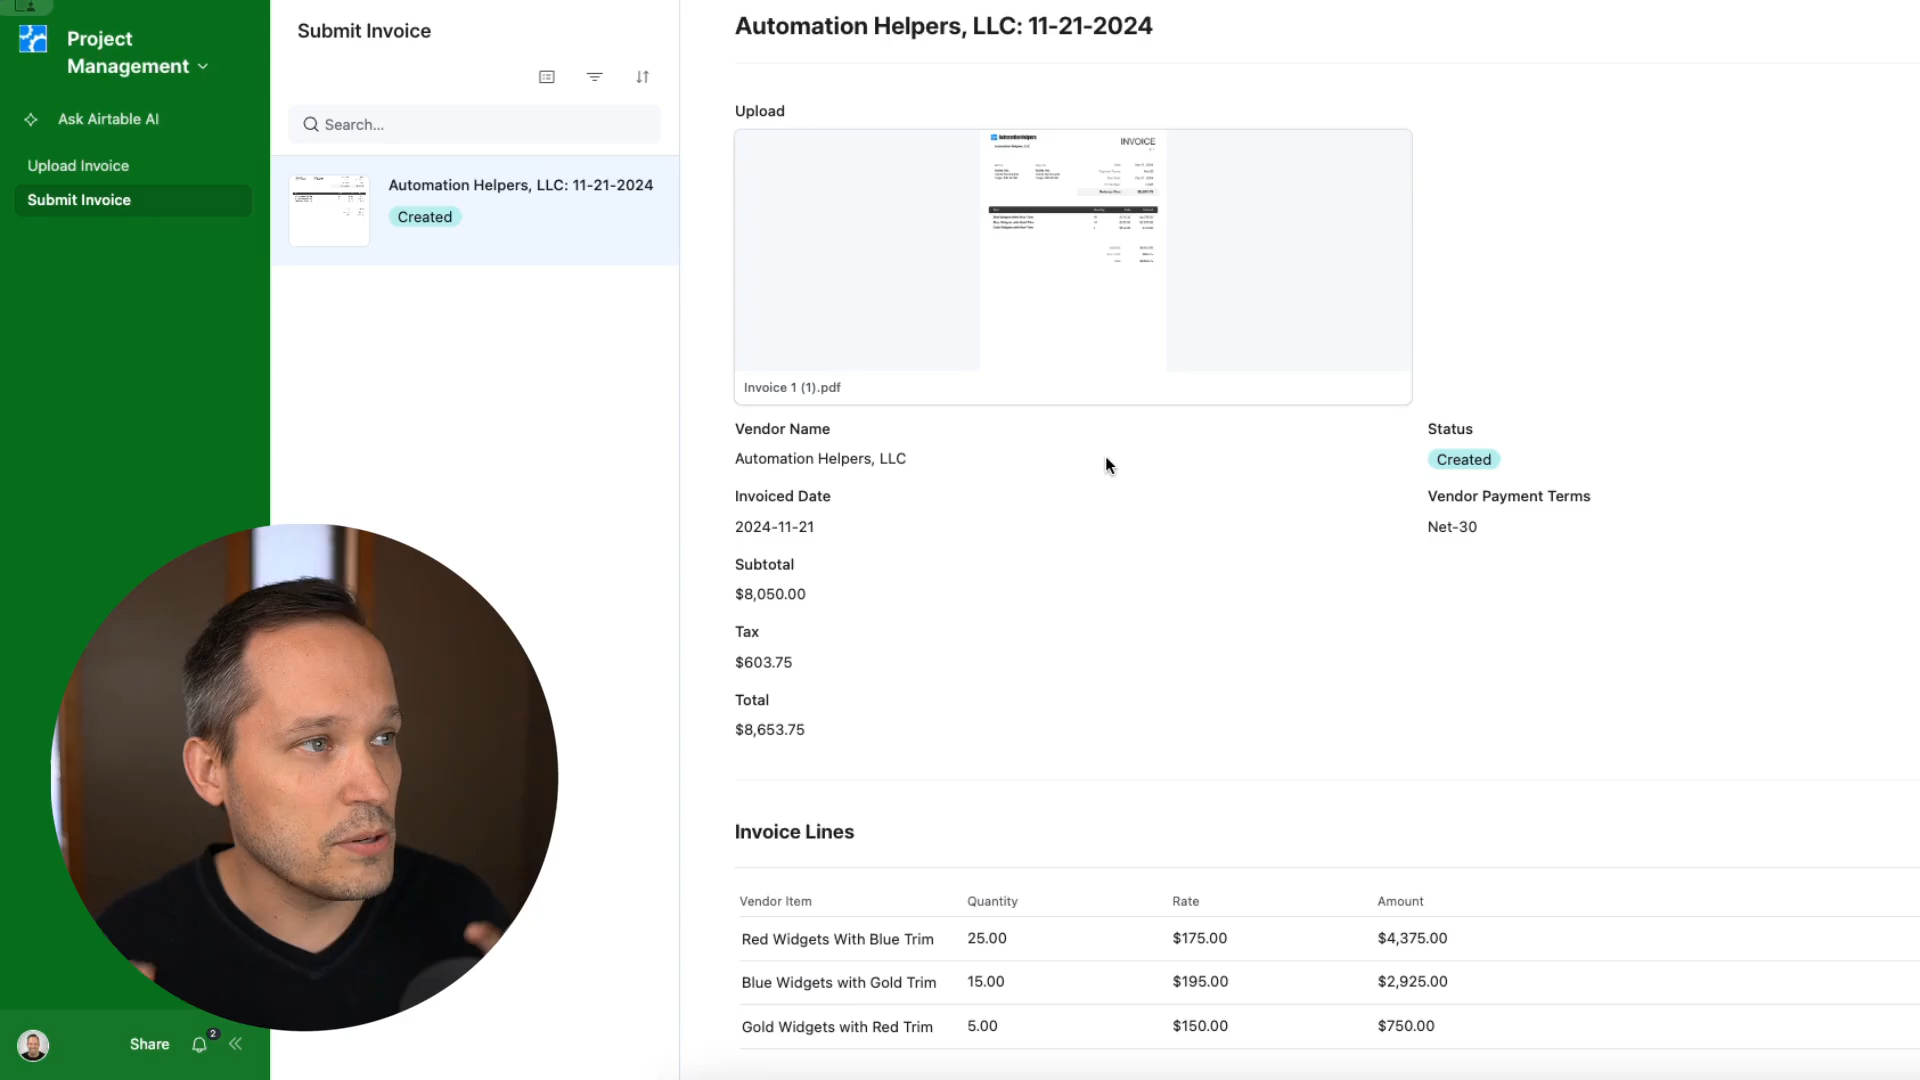 Project
Management
Ask Airtable AI
Upload Invoice
Submit Invoice
Share
2
Submit Invoice
Search...
Automation Helpers, LLC: 11-21-2024
Created
Automation Helpers, LLC: 11-21-2024
Upload
INVOICE
Invoice 1 (1).pdf
Vendor Name
Automation Helpers, LLC
Status
Created
Invoiced Date
2024-11-21
Vendor Payment Terms
Net-30
Subtotal
$8,050.00
Tax
$603.75
Total
$8,653.75
Invoice Lines
Vendor Item Quantity Rate Amount
Red Widgets With Blue Trim 25.00 $175.00 $4,375.00
Blue Widgets with Gold Trim 15.00 $195.00 $2,925.00
Gold Widgets with Red Trim 5.00 $150.00 $750.00